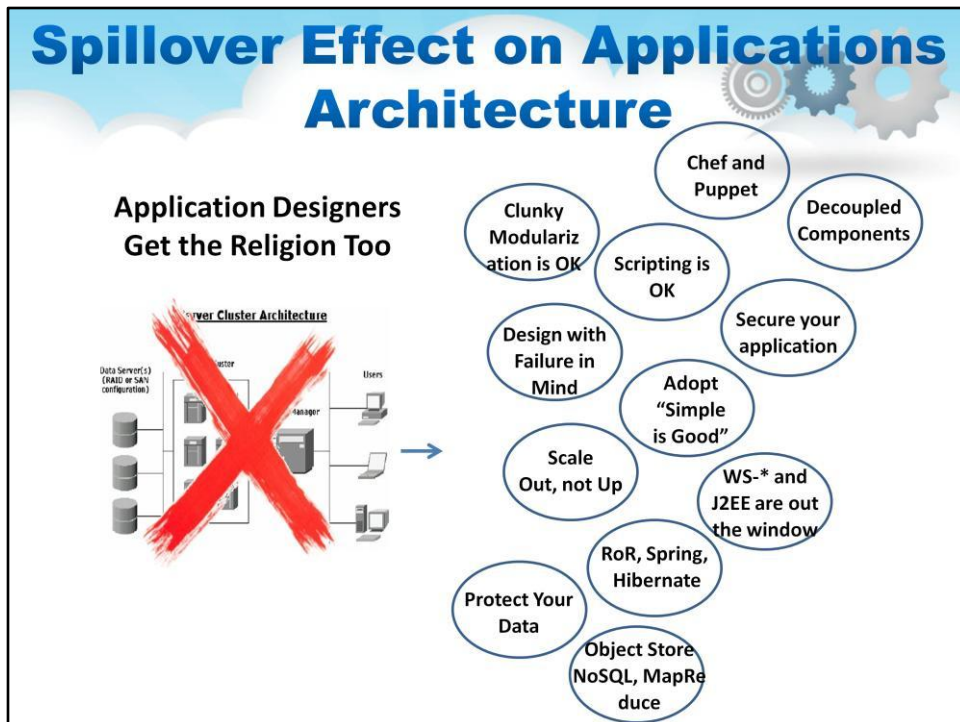 Spillover Effect on Applications
Architecture
Application Designers
Get the Religion Too
Cluster Architecture
Data Server(s)
(RAID or SAN
configuration)
Users
Chef and
Puppet
Decoupled
Components
Clunky
Modulariz
ation is OK
Scripting is
OK
Secure your
application
Design with
Failure in
Mind
Adopt
“Simple
is Good”
Scale
Out, not Up
WS-* and
J2EE are out
the window
RoR, Spring,
Hibernate
Protect Your
Data
Object Store
NoSQL, MapRe
duce